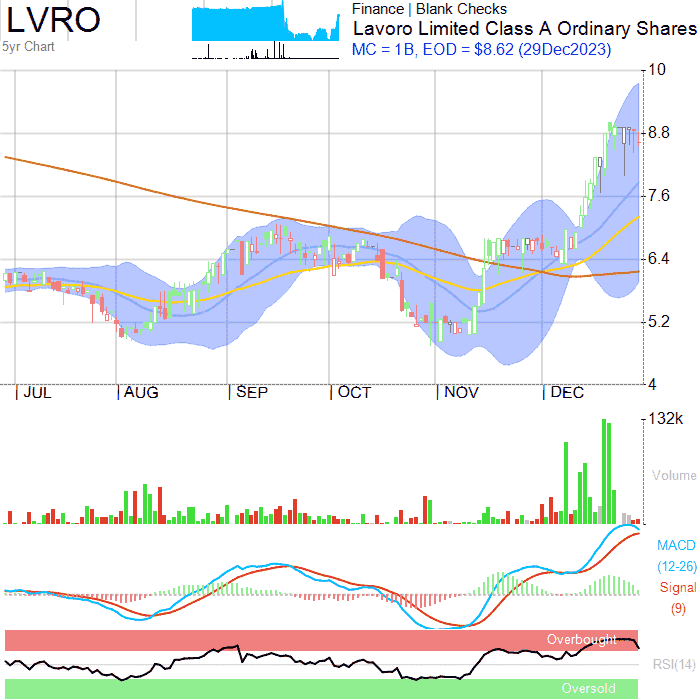 LVRO
5yr Chart
Finance | Blank Checks
Lavoro Limited Class A Ordinary Shares
MC = 1B, EOD = $8.62 (29Dec2023)
10
8.8
7.6
6.4
5.2
4
JUL AUG SEP OCT NOV DEC
132k
Volume
MACD
(12-26)
Signal
(9)
Overbought
RSI(14)
Oversold